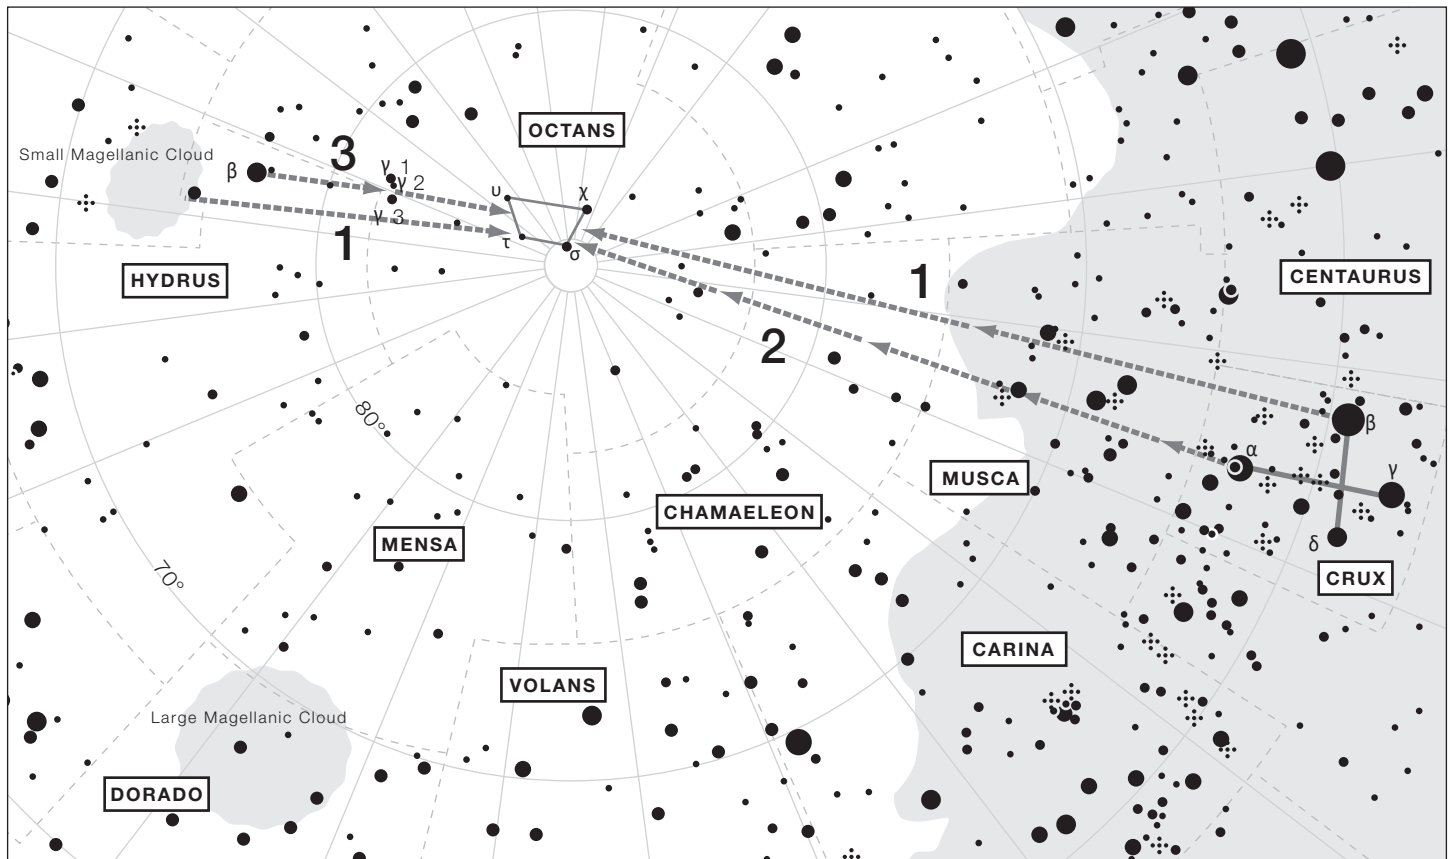 OCTANS
3
Small Magellanic Cloud
β
γ 1
γ 2
γ 3
υ
χ
1
τ
σ
HYDRUS
1
CENTAURUS
2
80°
β
α
γ
MUSCA
CHAMAELEON
MENSA
δ
70°
CRUX
CARINA
VOLANS
Large Magellanic Cloud
DORADO